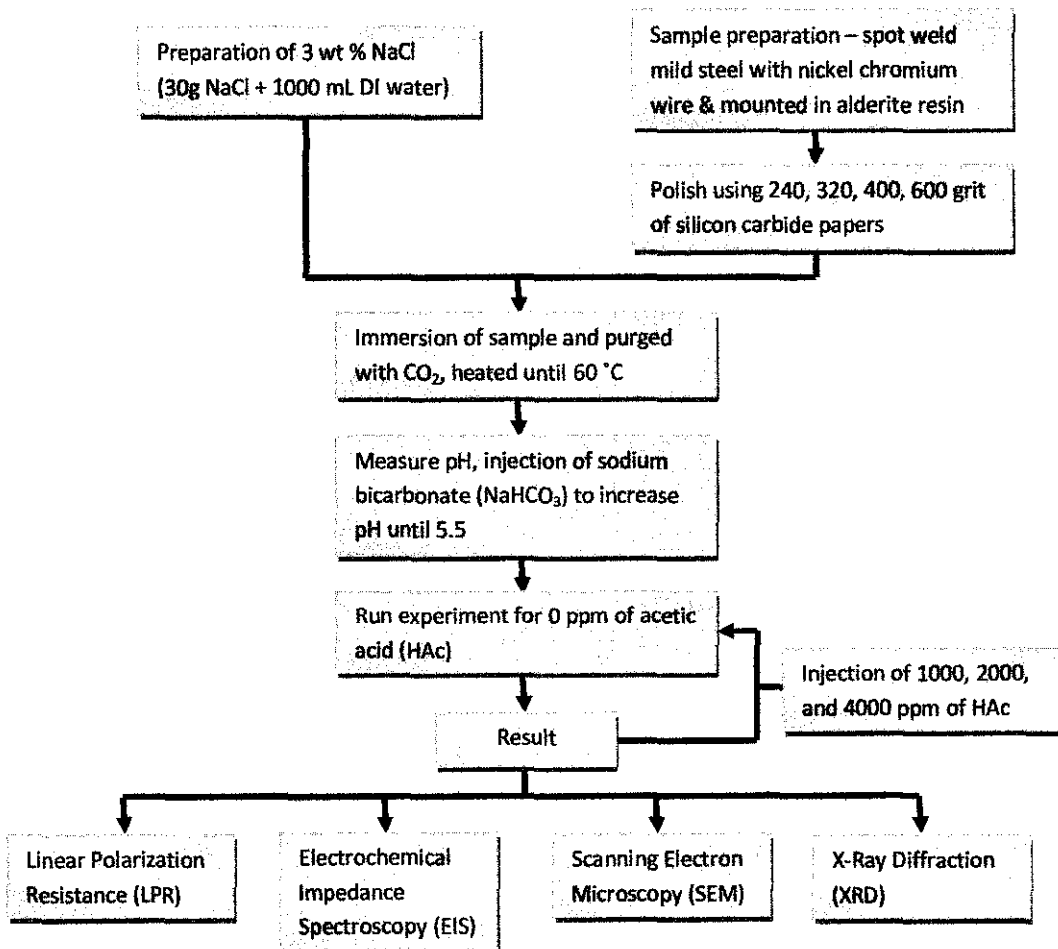 Preparation of 3 wt % NaCl
(30g NaCl + 1000 mL DI water)
Sample preparation – spot weld
mild steel with nickel chromium
wire & mounted in alderite resin
Polish using 240, 320, 400, 600 grit
of silicon carbide papers
Immersion of sample and purged
with CO₂, heated until 60 ˚C
Measure pH, injection of sodium
bicarbonate (NaHCO₃) to increase
pH until 5.5
Run experiment for 0 ppm of acetic
acid (HAc)
Injection of 1000, 2000,
and 4000 ppm of HAc
Result
Linear Polarization
Resistance (LPR)
Electrochemical
Impedance
Spectroscopy (EIS)
Scanning Electron
Microscopy (SEM)
X-Ray Diffraction
(XRD)